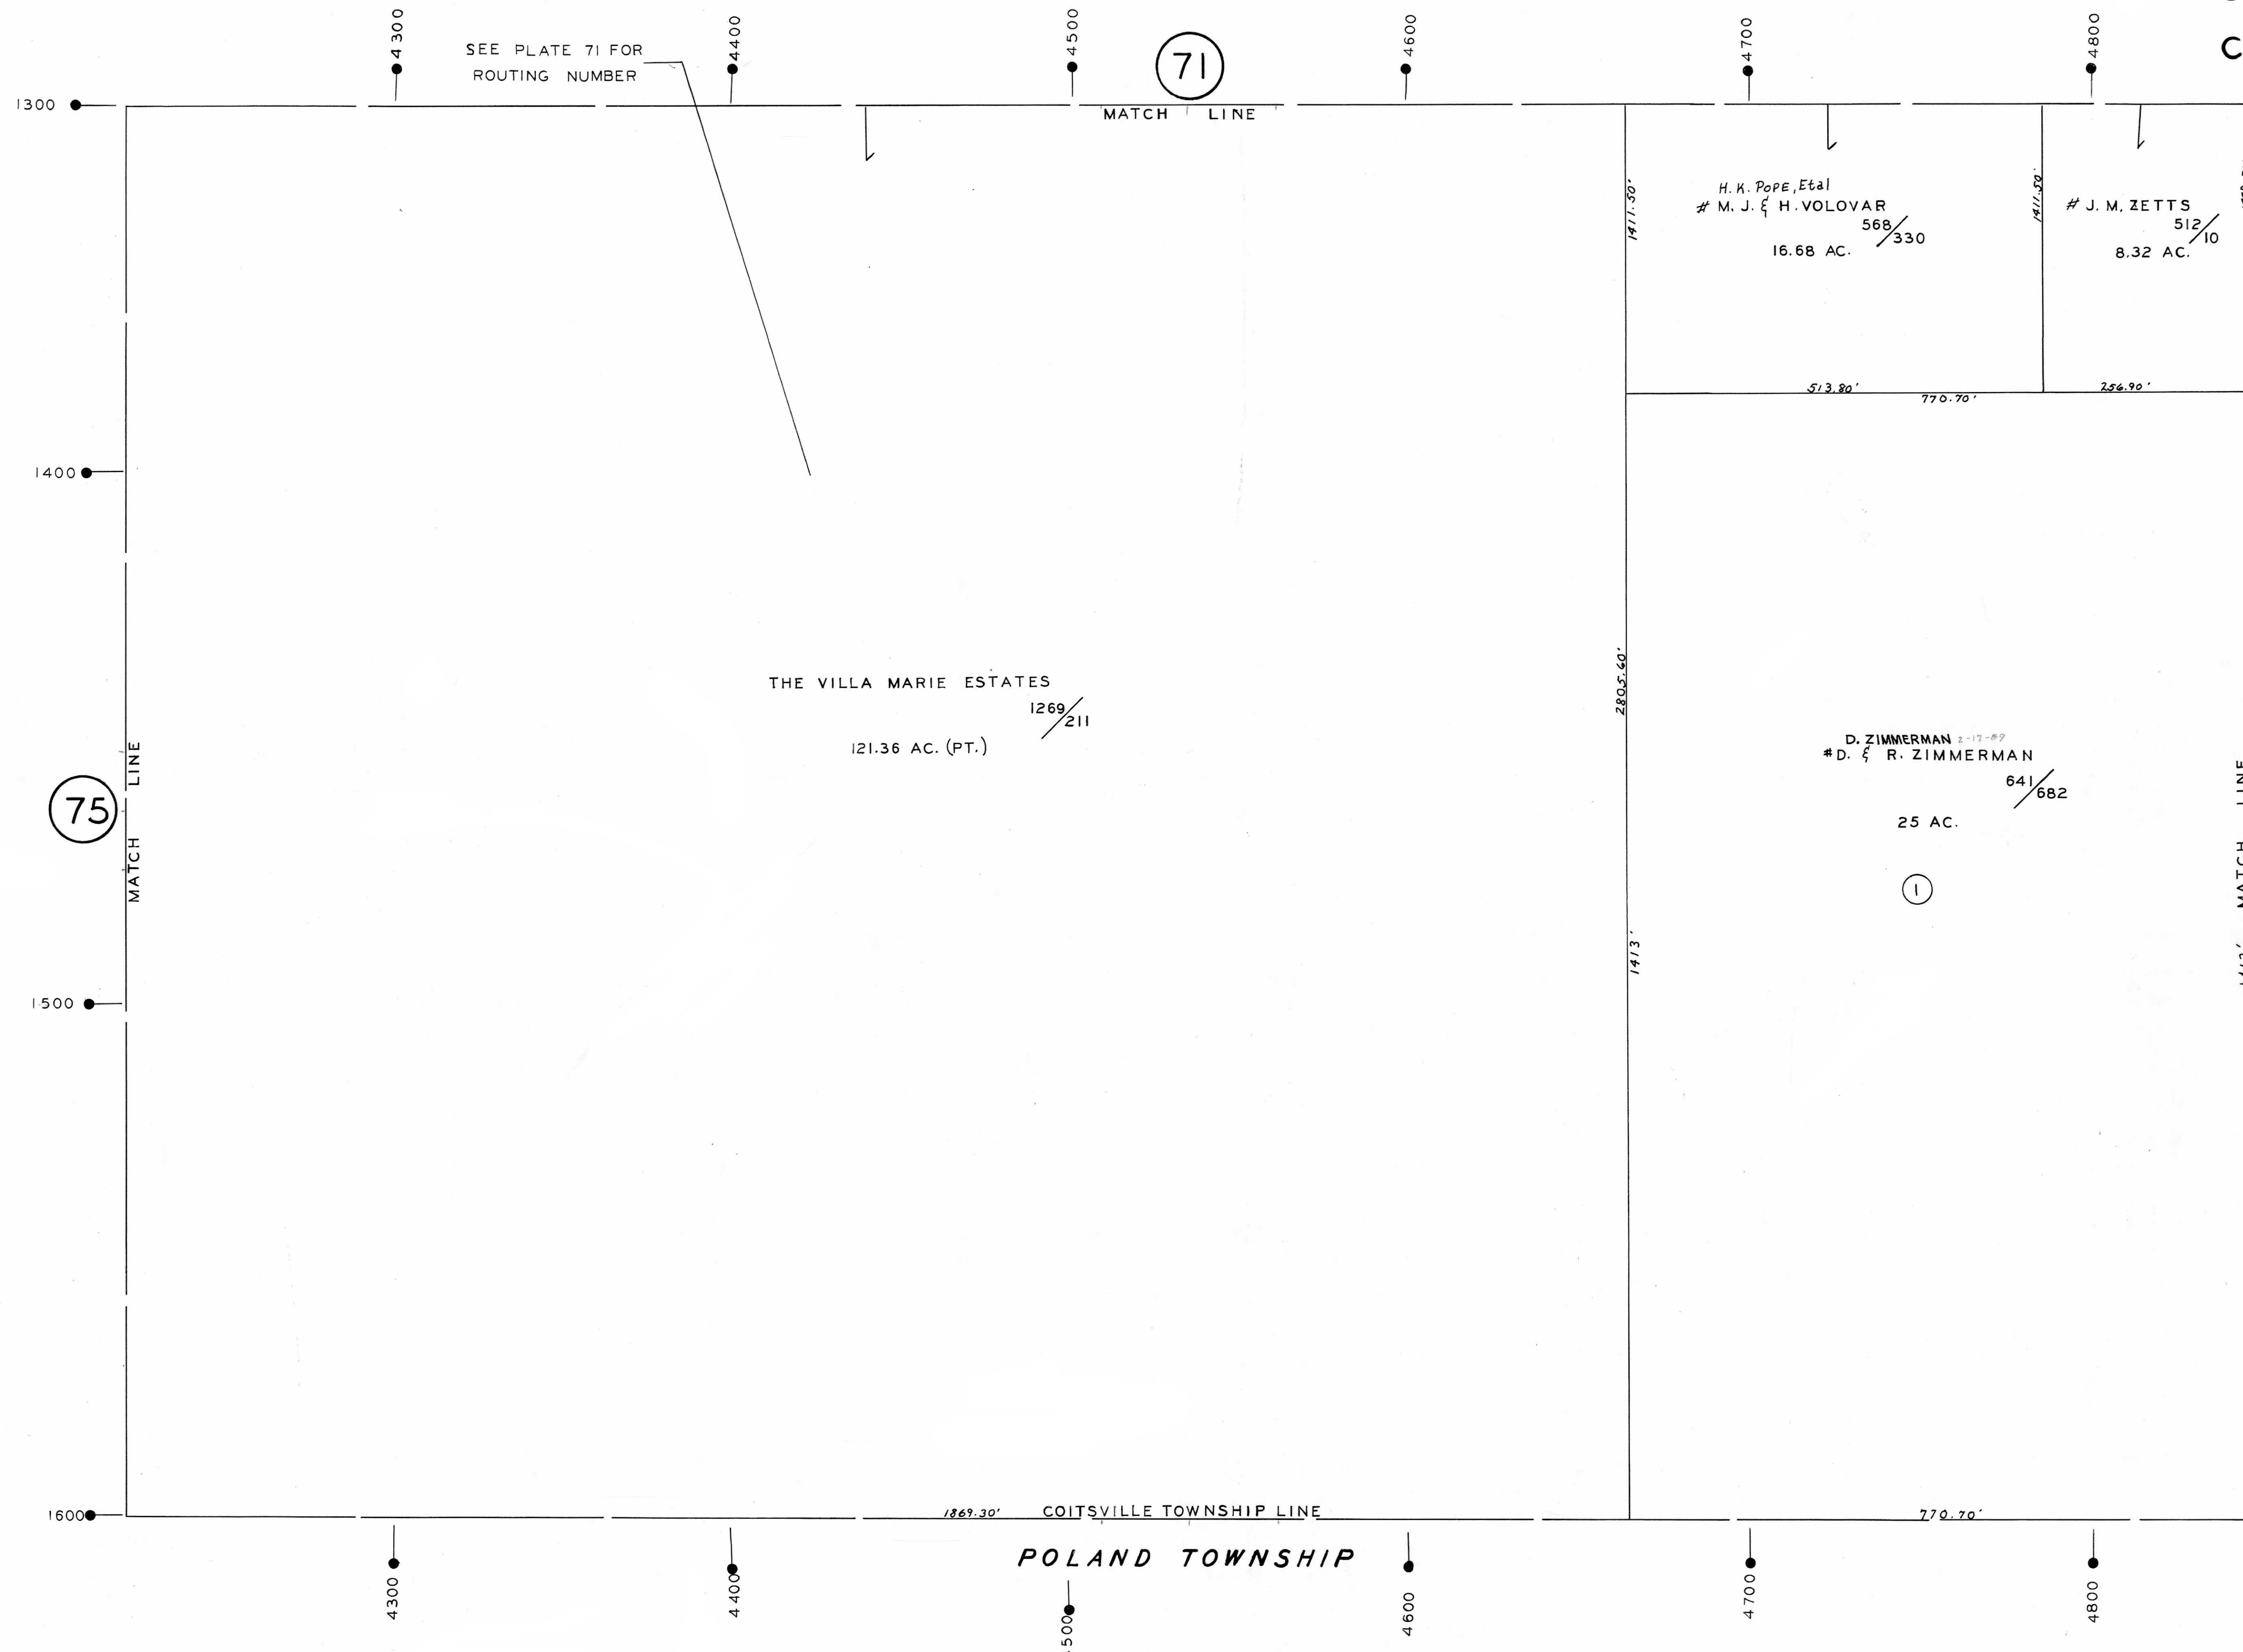 4300
4400
4500
4600
4700
4800
C
SEE PLATE 71 FOR
ROUTING NUMBER
71
1300
MATCH LINE
1411.50'
H.K. POPE, Etal
# M. J. & H. VOLOVAR
568/330
16.68 AC.
1411.50'
# J. M. ZETTS
512/10
8.32 AC.
513.80'
256.90'
770.70'
1400
THE VILLA MARIE ESTATES
1269/211
121.36 AC. (PT.)
2805.60'
D. ZIMMERMAN 2-17-89
#D. & R. ZIMMERMAN
641/682
25 AC.
1
75
MATCH LINE
MATCH LINE
1413'
1500
1600
1869.30'
COITSVILLE TOWNSHIP LINE
770.70'
POLAND TOWNSHIP
4300
4400
500
4600
4700
4800